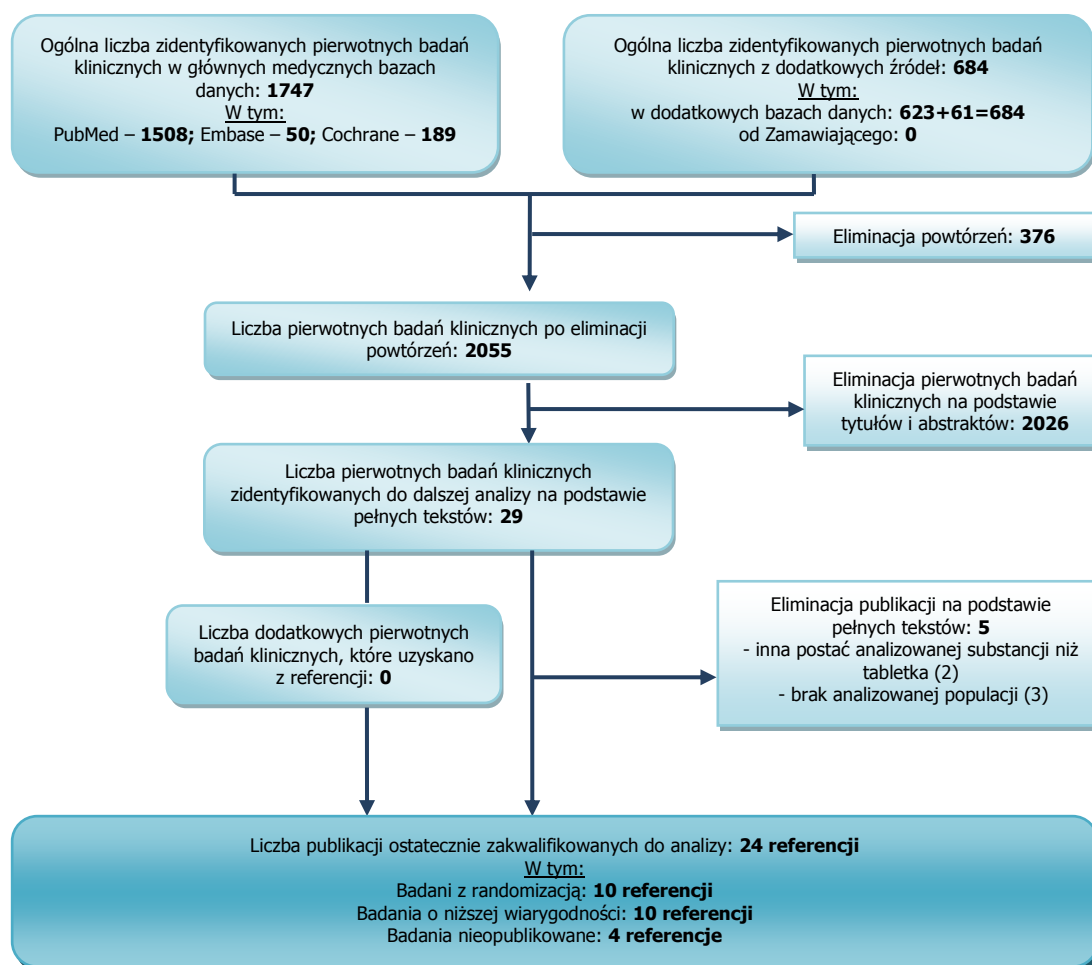 Ogólna liczba zidentyfikowanych pierwotnych badań
klinicznych w głównych medycznych bazach
danych: 1747
W tym:
PubMed – 1508; Embase – 50; Cochrane – 189
Ogólna liczba zidentyfikowanych pierwotnych badań
klinicznych z dodatkowych źródeł: 684
W tym:
w dodatkowych bazach danych: 623+61=684
od Zamawiającego: 0
Eliminacja powtórzeń: 376
Liczba pierwotnych badań klinicznych po eliminacji
powtórzeń: 2055
Eliminacja pierwotnych badań
klinicznych na podstawie
tytułów i abstraktów: 2026
Liczba pierwotnych badań klinicznych
zidentyfikowanych do dalszej analizy na podstawie
pełnych tekstów: 29
Liczba dodatkowych pierwotnych
badań klinicznych, które uzyskano
z referencji: 0
Eliminacja publikacji na podstawie
pełnych tekstów: 5
- inna postać analizowanej substancji niż
tabletka (2)
- brak analizowanej populacji (3)
Liczba publikacji ostatecznie zakwalifikowanych do analizy: 24 referencji
W tym:
Badani z randomizacją: 10 referencji
Badania o niższej wiarygodności: 10 referencji
Badania nieopublikowane: 4 referencje